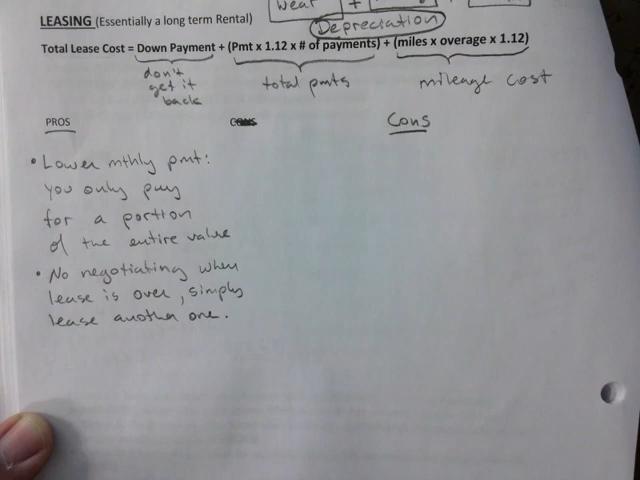 Wear +
LEASING (Essentially a long term Rental) Depreciation
Total Lease Cost = Down Payment + (Pmt x 1.12 x # of payments) + (miles x overage x 1.12)
don't get it back
total pmts
mileage cost
PROS
Cons
• Lower mthly pmt:
you only pay
for a portion
of the entire value
• No negotiating when
lease is over, simply
lease another one.